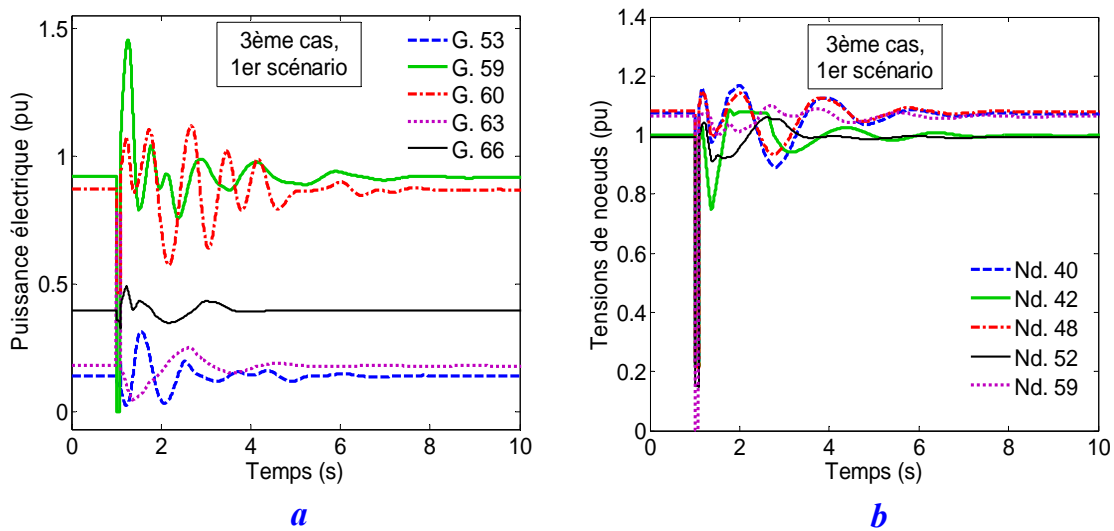 1.5
1
0.5
0
Puissance électrique (pu)
3ème cas,
1er scénario
G. 53
G. 59
G. 60
G. 63
G. 66
0 2 4 6 8 10
Temps (s)
a
1.4
1.2
1
0.8
0.6
0.4
0.2
0
Tensions de noeuds (pu)
3ème cas,
1er scénario
Nd. 40
Nd. 42
Nd. 48
Nd. 52
Nd. 59
0 2 4 6 8 10
Temps (s)
b